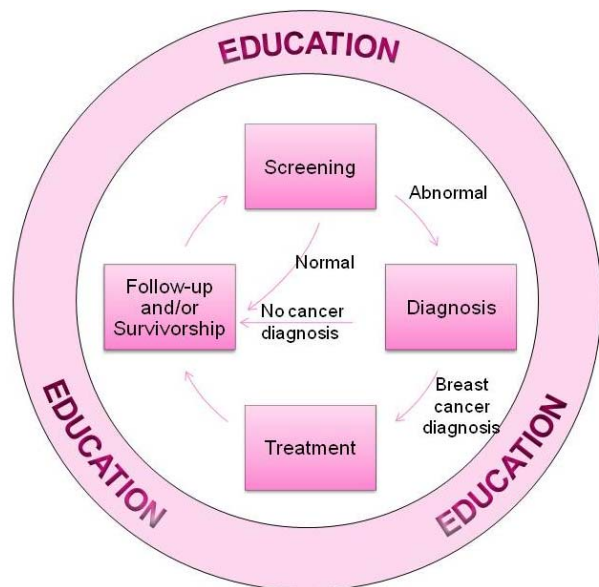 EDUCATION
Screening
Abnormal
Normal
Follow-up
and/or
Survivorship
No cancer
diagnosis
Diagnosis
Breast
cancer
diagnosis
Treatment
EDUCATION
EDUCATION